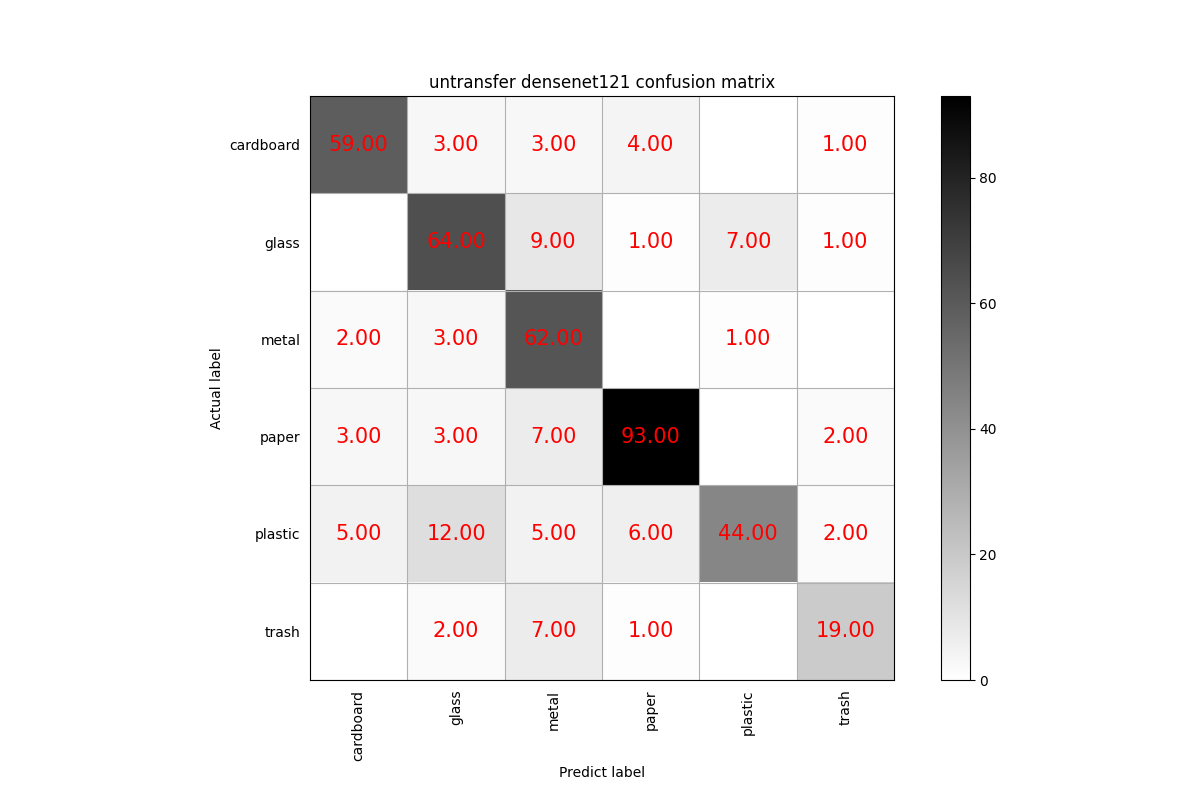 untransfer densenet121 confusion matrix
cardboard 59.00 3.00 3.00 4.00 1.00
glass 64.00 9.00 1.00 7.00 1.00
metal 2.00 3.00 62.00 1.00
paper 3.00 3.00 7.00 93.00 2.00
plastic 5.00 12.00 5.00 6.00 44.00 2.00
trash 2.00 7.00 1.00 19.00
Actual label
cardboard glass metal paper plastic trash
Predict label
80
60
40
20
0